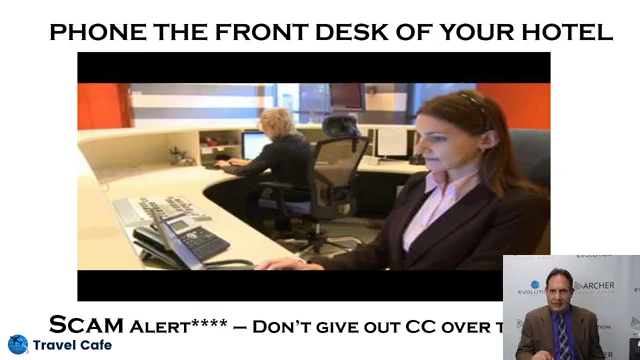 PHONE THE FRONT DESK OF YOUR HOTEL
EVOLUTION
ARCHER
SCAM ALERT**** – DON'T GIVE OUT CC OVER
Travel Cafe